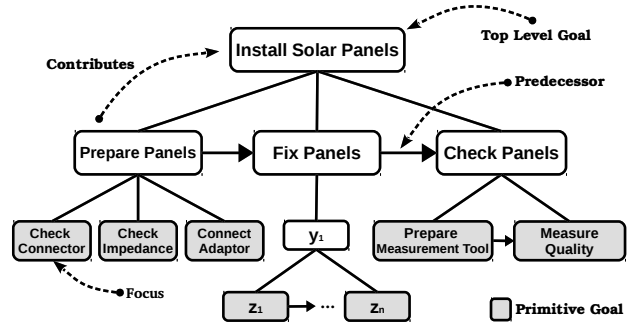 Install Solar Panels
Top Level Goal
Contributes
Predecessor
Prepare Panels
Fix Panels
Check Panels
Check
Connector
Check
Impedance
Connect
Adaptor
y₁
Prepare
Measurement Tool
Measure
Quality
Focus
z₁
...
zₙ
Primitive Goal